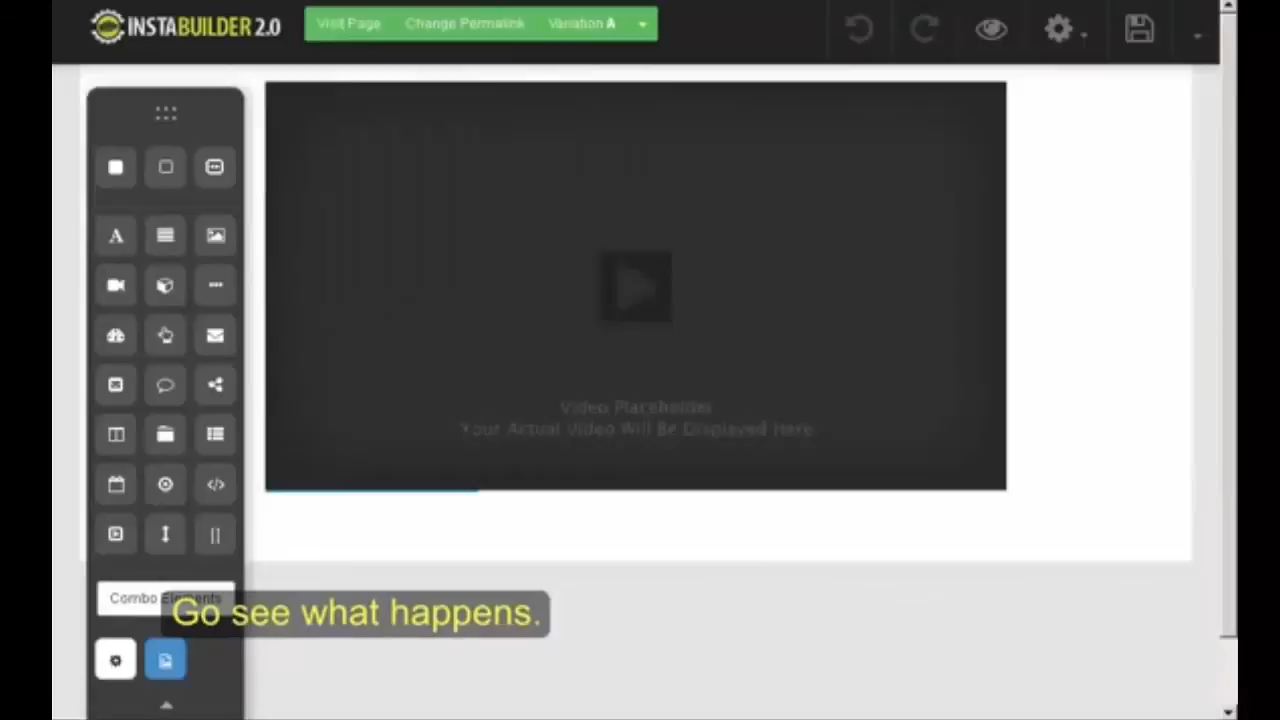 INSTABUILDER 2.0
Visit Page Change Permalink Variation A
Video Placeholder
Your Actual Video Will Be Displayed Here
Combo Elements
Go see what happens.